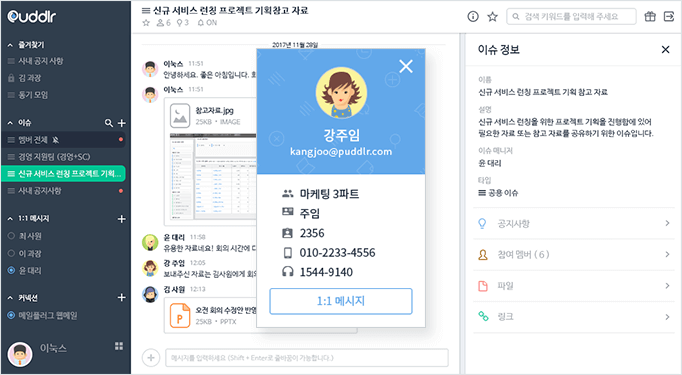 Puddlr
즐겨찾기
사내 공지 사항
김 과장
동기 모임
이슈
멤버 전체
경영 지원팀 (경영+SC)
신규 서비스 런칭 프로젝트 기획...
사내 공지사항
1:1 메시지
최 사원
이 과장
윤 대리
커넥션
메일플러그 웹메일
이눅스
신규 서비스 런칭 프로젝트 기획참고 자료
6 3 ON
검색 키워드를 입력해 주세요
2017년 11월 28일
이눅스 11:51
안녕하세요. 좋은 아침입니다. 회
이눅스 11:51
참고자료.jpg
25KB • IMAGE
윤 대리 11:58
유용한 자료네요! 회의 시간에 다
강 주임 12:05
보내주신 자료는 김사원에게 회의
김 사원 12:13
오전 회의 수정안 반영
25KB • PPTX
메시지를 입력하세요 (Shift + Enter로 줄바꿈이 가능합니다.)
강주임
kangjoo@puddlr.com
마케팅 3파트
주임
2356
010-2233-4556
1544-9140
1:1 메시지
이슈 정보
이름
신규 서비스 런칭 프로젝트 기획 참고 자료
설명
신규 서비스 런칭을 위한 프로젝트 기획을 진행함에 있어
필요한 자료 또는 참고 자료를 공유하기 위한 이슈입니다.
이슈 매니저
윤 대리
타입
공용 이슈
공지사항
참여 멤버 ( 6 )
파일
링크